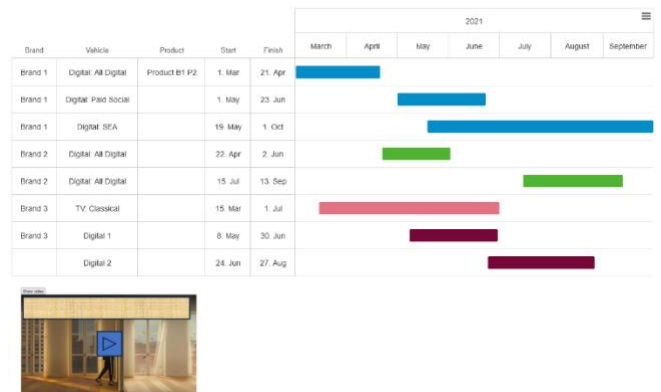 2021
Brand Vehicle Product Start Finish March April May June July August September
Brand 1 Digital: All Digital Product B1 P2 1. Mar 21. Apr
Brand 1 Digital: Paid Social 1. May 23. Jun
Brand 1 Digital: SEA 19. May 1. Oct
Brand 2 Digital: All Digital 22. Apr 2. Jun
Brand 2 Digital: All Digital 15. Jul 13. Sep
Brand 3 TV: Classical 15. Mar 1. Jul
Brand 3 Digital 1 8. May 30. Jun
Digital 2 24. Jun 27. Aug
Show video